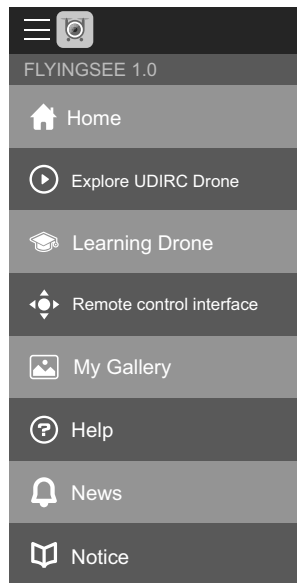 FLYINGSEE 1.0
Home
Explore UDIRC Drone
Learning Drone
Remote control interface
My Gallery
Help
News
Notice